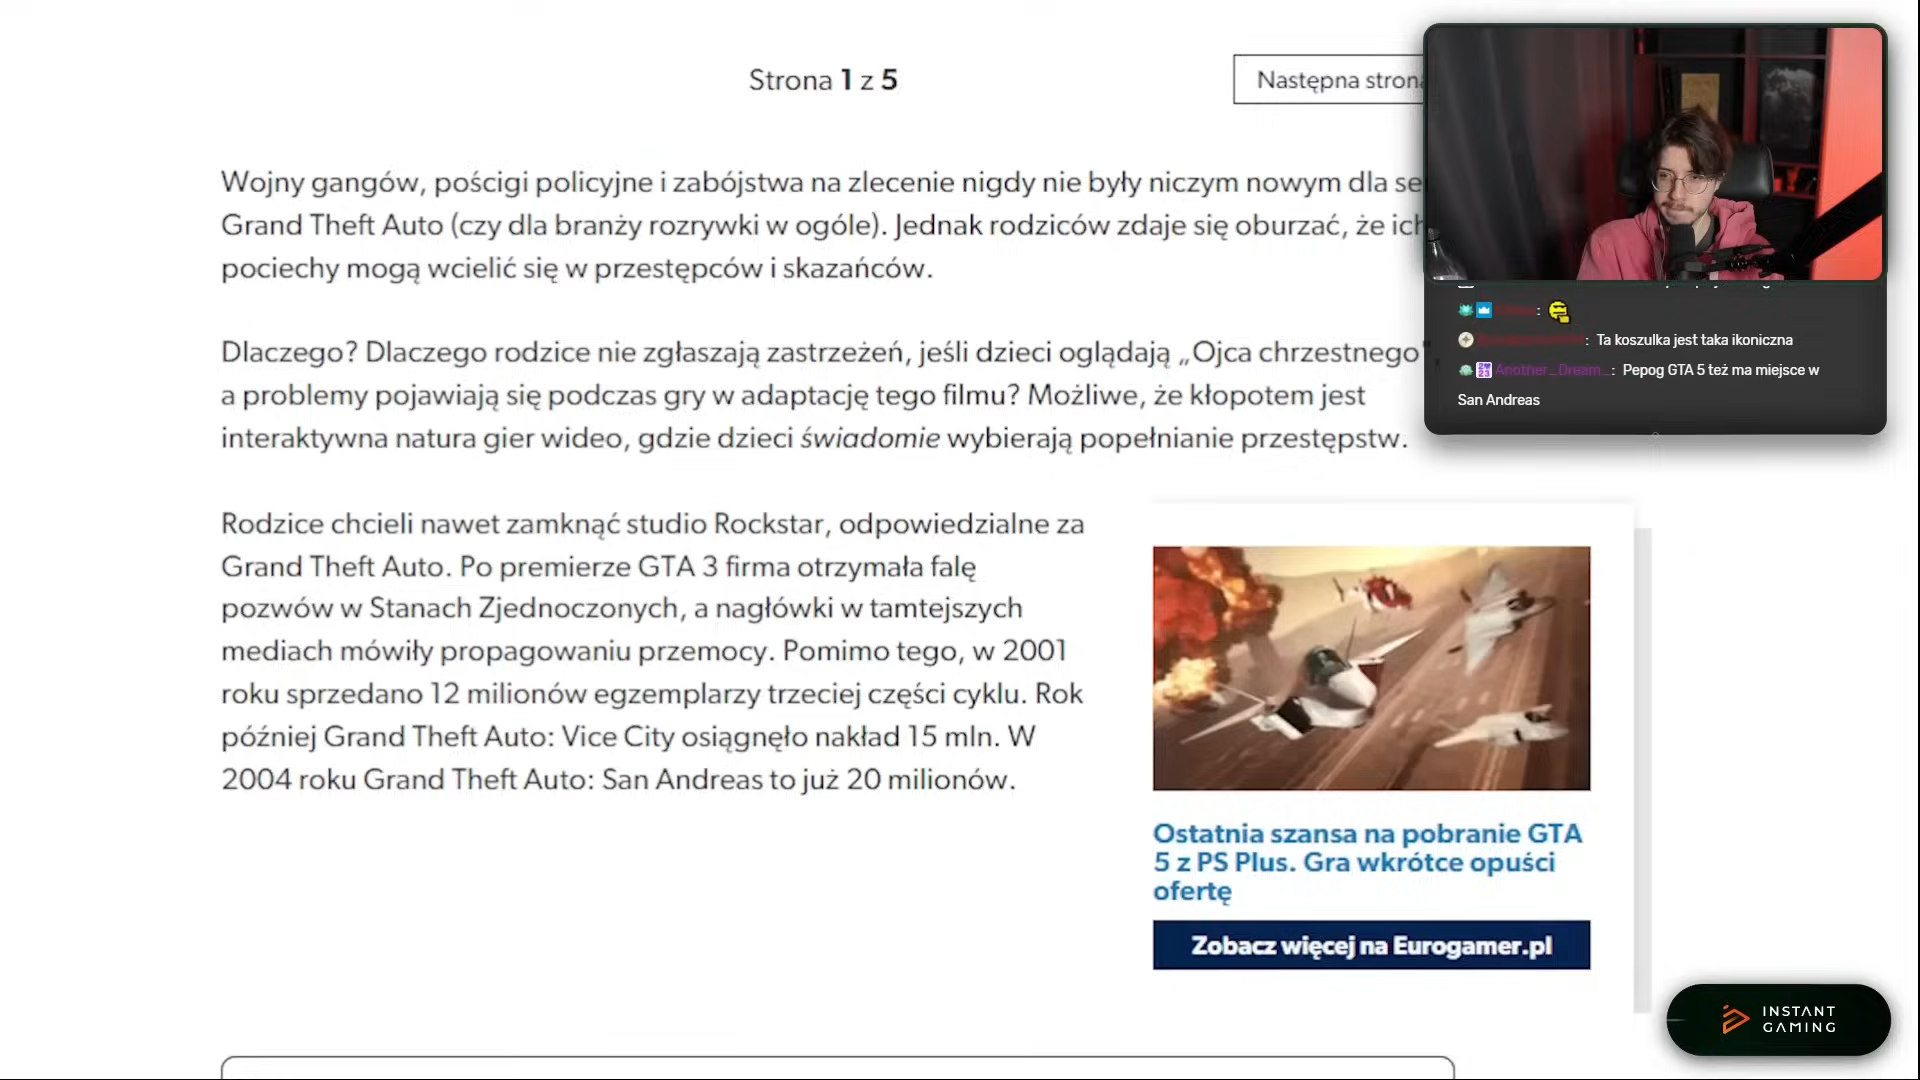 Strona 1 z 5
Następna strona
Wojny gangów, pościgi policyjne i zabójstwa na zlecenie nigdy nie były niczym nowym dla se
Grand Theft Auto (czy dla branży rozrywki w ogóle). Jednak rodziców zdaje się oburzać, że ich
pociechy mogą wcielić się w przestępców i skazańców.
Dlaczego? Dlaczego rodzice nie zgłaszają zastrzeżeń, jeśli dzieci oglądają „Ojca chrzestnego”,
a problemy pojawiają się podczas gry w adaptację tego filmu? Możliwe, że kłopotem jest
interaktywna natura gier wideo, gdzie dzieci świadomie wybierają popełnianie przestępstw.
Rodzice chcieli nawet zamknąć studio Rockstar, odpowiedzialne za
Grand Theft Auto. Po premierze GTA 3 firma otrzymała falę
pozwów w Stanach Zjednoczonych, a nagłówki w tamtejszych
mediach mówiły propagowaniu przemocy. Pomimo tego, w 2001
roku sprzedano 12 milionów egzemplarzy trzeciej części cyklu. Rok
później Grand Theft Auto: Vice City osiągnęło nakład 15 mln. W
2004 roku Grand Theft Auto: San Andreas to już 20 milionów.
Ostatnia szansa na pobranie GTA
5 z PS Plus. Gra wkrótce opuści
ofertę
Zobacz więcej na Eurogamer.pl
: Ta koszulka jest taka ikoniczna
Another_Dream_: Pepog GTA 5 też ma miejsce w
San Andreas
INSTANT
GAMING